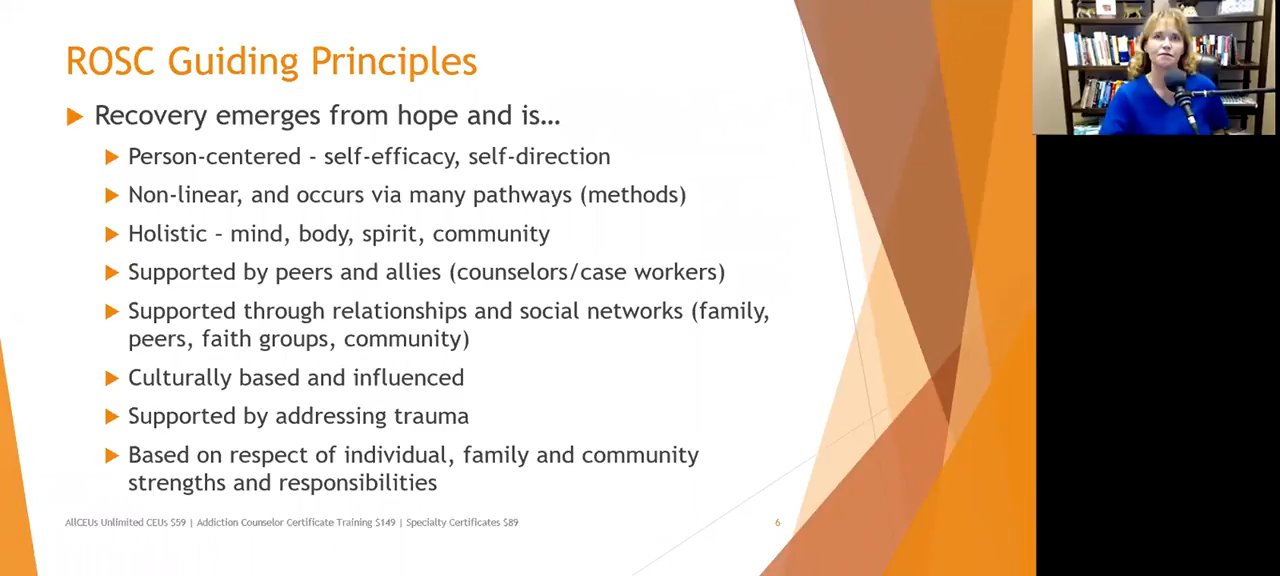 ROSC Guiding Principles
Recovery emerges from hope and is…
Person-centered - self-efficacy, self-direction
Non-linear, and occurs via many pathways (methods)
Holistic – mind, body, spirit, community
Supported by peers and allies (counselors/case workers)
Supported through relationships and social networks (family,
peers, faith groups, community)
Culturally based and influenced
Supported by addressing trauma
Based on respect of individual, family and community
strengths and responsibilities
AllCEUs Unlimited CEUs $59 | Addiction Counselor Certificate Training $149 | Specialty Certificates $89
6